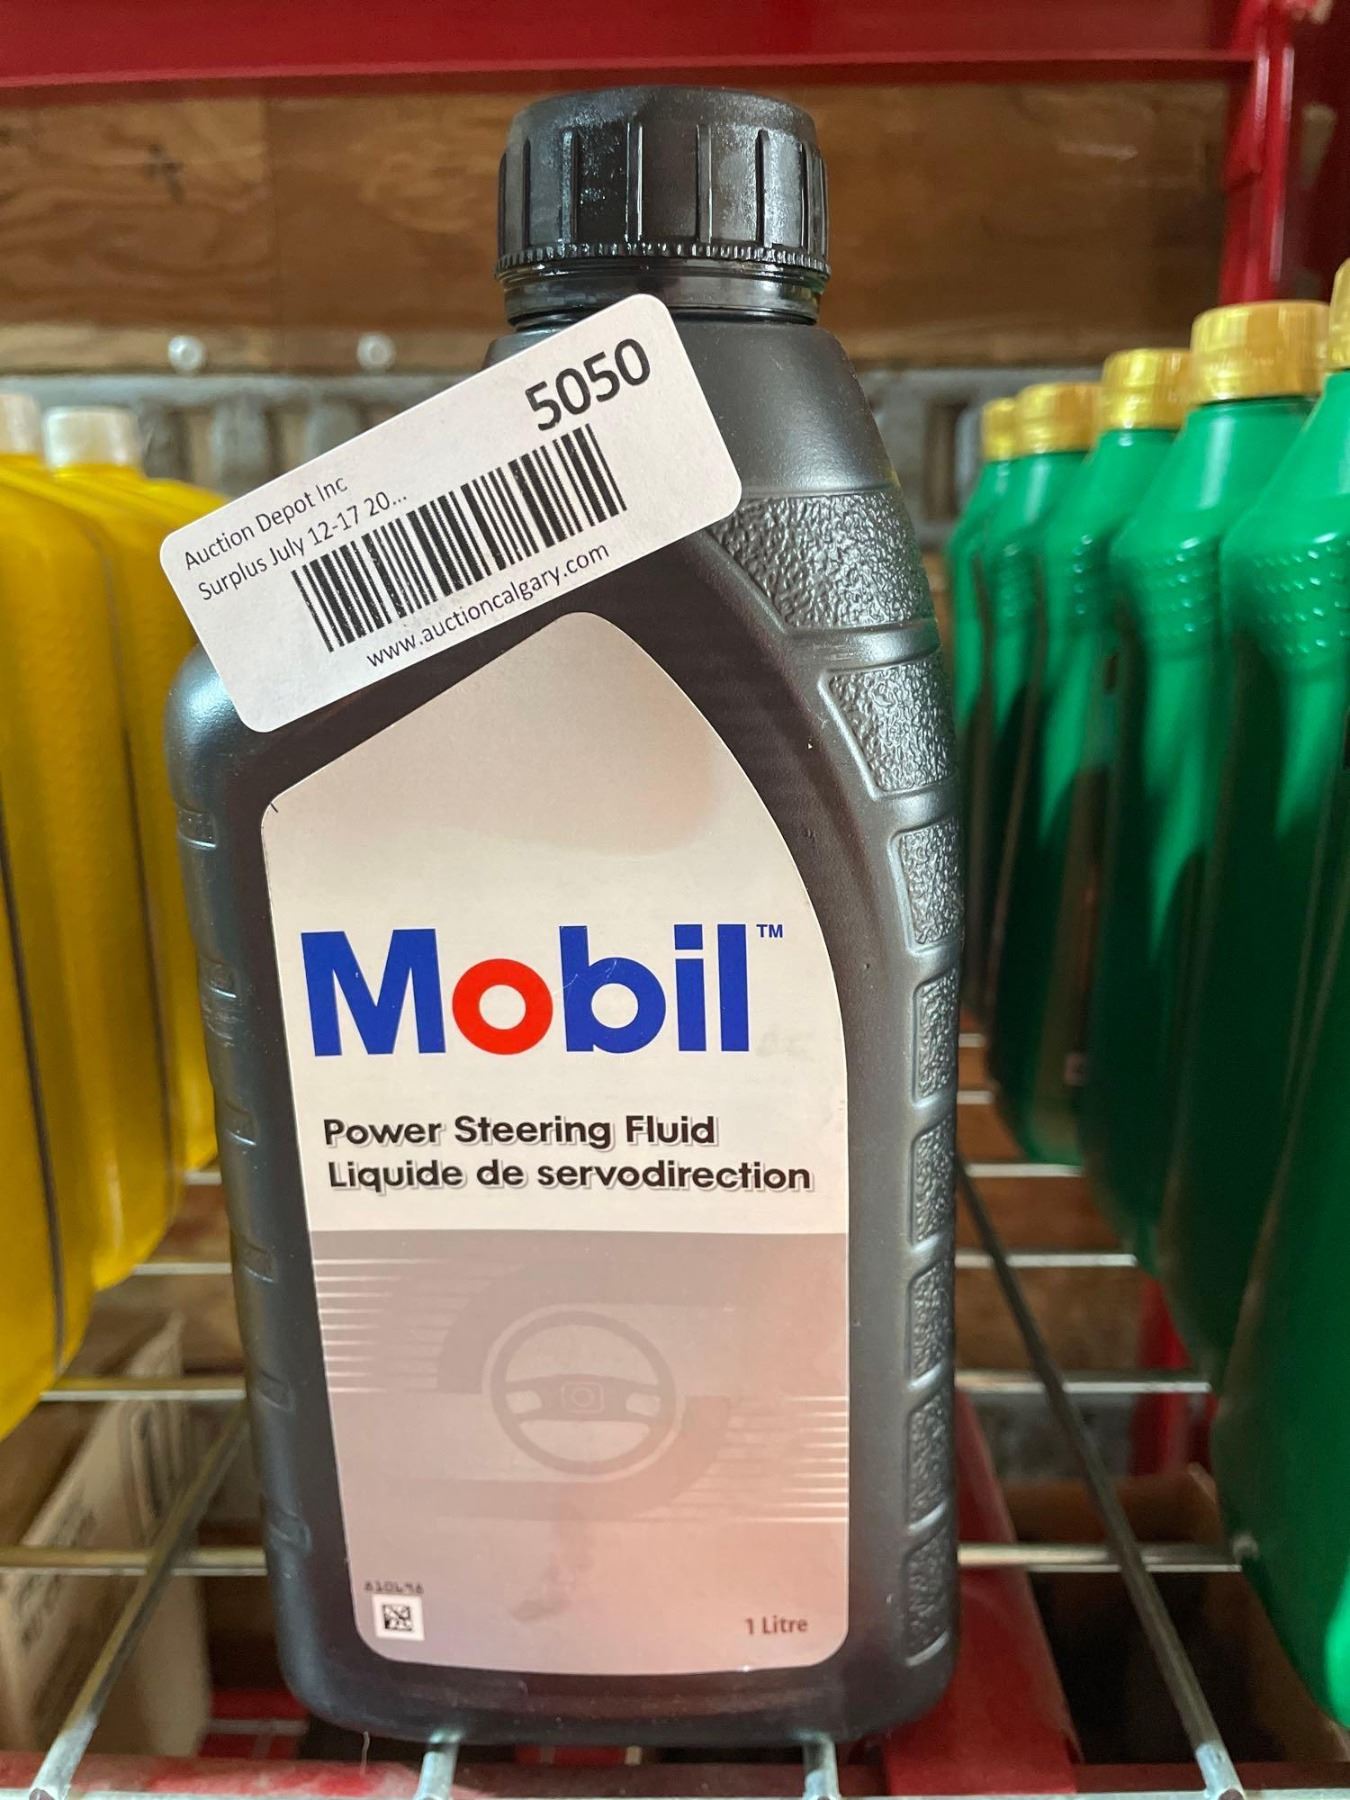 5050
Auction Depot Inc
Surplus July 12-17 20...
www.auctioncalgary.com
Mobil™
Power Steering Fluid
Liquide de servodirection
1 Litre